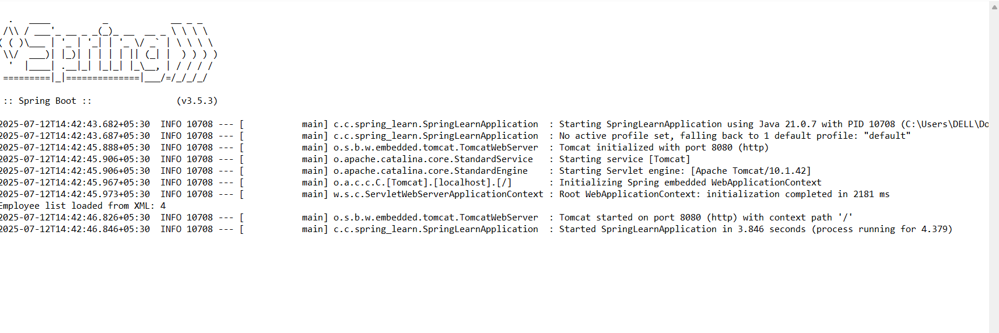 .   ____          _            __ _ _
 /\\ / ___'_ __ _ _(_)_ __  __ _ \ \ \ \
( ( )\___ | '_ | '_| | '_ \/ _` | \ \ \ \
 \\/  ___)| |_)| | | | | || (_| |  ) ) ) )
  '  |____| .__|_| |_|_| |_\__, | / / / /
 =========|_|==============|___/=/_/_/_/
:: Spring Boot ::                (v3.5.3)
2025-07-12T14:42:43.682+05:30  INFO 10708 --- [           main] c.c.spring_learn.SpringLearnApplication  : Starting SpringLearnApplication using Java 21.0.7 with PID 10708 (C:\Users\DELL\Do
2025-07-12T14:42:43.687+05:30  INFO 10708 --- [           main] c.c.spring_learn.SpringLearnApplication  : No active profile set, falling back to 1 default profile: "default"
2025-07-12T14:42:45.888+05:30  INFO 10708 --- [           main] o.s.b.w.embedded.tomcat.TomcatWebServer  : Tomcat initialized with port 8080 (http)
2025-07-12T14:42:45.906+05:30  INFO 10708 --- [           main] o.apache.catalina.core.StandardService   : Starting service [Tomcat]
2025-07-12T14:42:45.906+05:30  INFO 10708 --- [           main] o.apache.catalina.core.StandardEngine    : Starting Servlet engine: [Apache Tomcat/10.1.42]
2025-07-12T14:42:45.967+05:30  INFO 10708 --- [           main] o.a.c.c.C.[Tomcat].[localhost].[/]       : Initializing Spring embedded WebApplicationContext
2025-07-12T14:42:45.973+05:30  INFO 10708 --- [           main] w.s.c.ServletWebServerApplicationContext : Root WebApplicationContext: initialization completed in 2181 ms
Employee list loaded from XML: 4
2025-07-12T14:42:46.826+05:30  INFO 10708 --- [           main] o.s.b.w.embedded.tomcat.TomcatWebServer  : Tomcat started on port 8080 (http) with context path '/'
2025-07-12T14:42:46.846+05:30  INFO 10708 --- [           main] c.c.spring_learn.SpringLearnApplication  : Started SpringLearnApplication in 3.846 seconds (process running for 4.379)